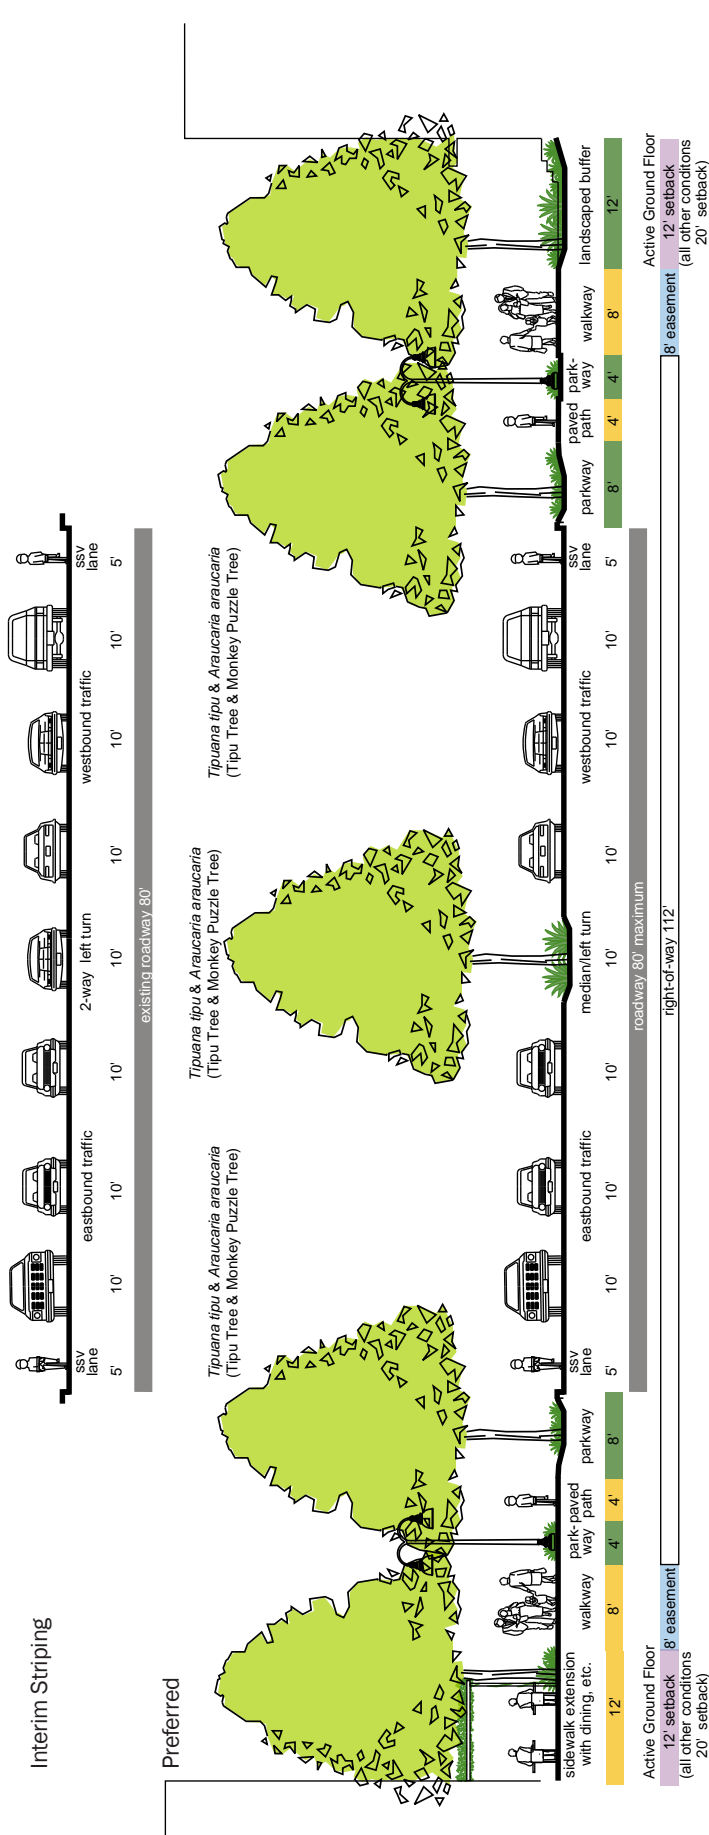 Interim Striping
ssv
lane
eastbound traffic
2-way left turn
westbound traffic
ssv
lane
5'
10'
10'
10'
10'
10'
10'
10'
5'
existing roadway 80'
Preferred
Tipuana tipu & Araucaria araucaria
(Tipu Tree & Monkey Puzzle Tree)
Tipuana tipu & Araucaria araucaria
(Tipu Tree & Monkey Puzzle Tree)
Tipuana tipu & Araucaria araucaria
(Tipu Tree & Monkey Puzzle Tree)
sidewalk extension
with dining, etc.
walkway
park-
way
paved
path
parkway
ssv
lane
eastbound traffic
median/left turn
westbound traffic
ssv
lane
parkway
paved
path
park-
way
walkway
landscaped buffer
12'
8'
4'
4'
8'
5'
10'
10'
10'
10'
10'
10'
10'
5'
8'
4'
4'
8'
12'
roadway 80' maximum
Active Ground Floor
12' setback
(all other conditons
20' setback)
8' easement
right-of-way 112'
8' easement
Active Ground Floor
12' setback
(all other conditons
20' setback)